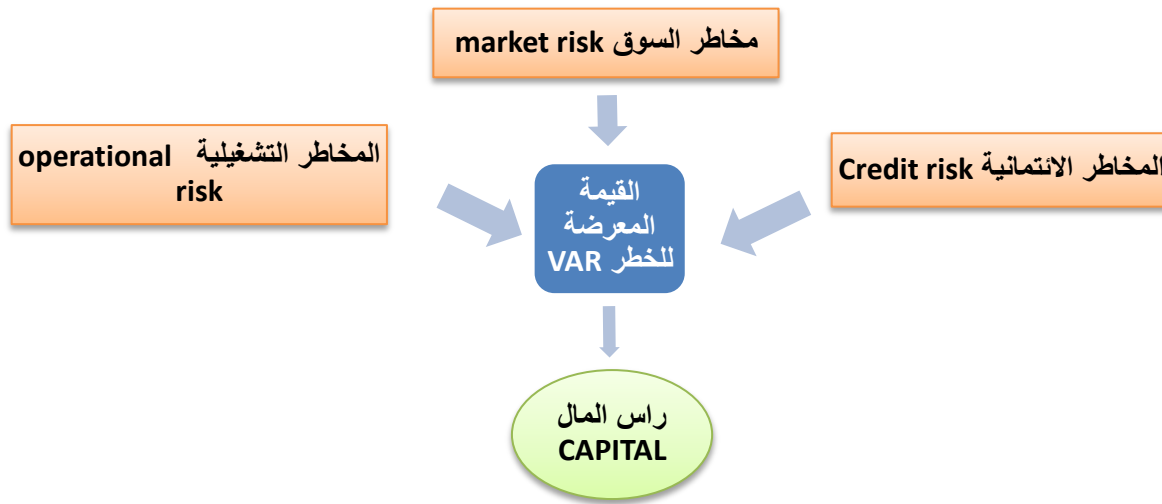 مخاطر السوق market risk
المخاطر التشغيلية operational
risk
المخاطر الائتمانية Credit risk
القيمة
المعرضة
للخطر VAR
راس المال
CAPITAL